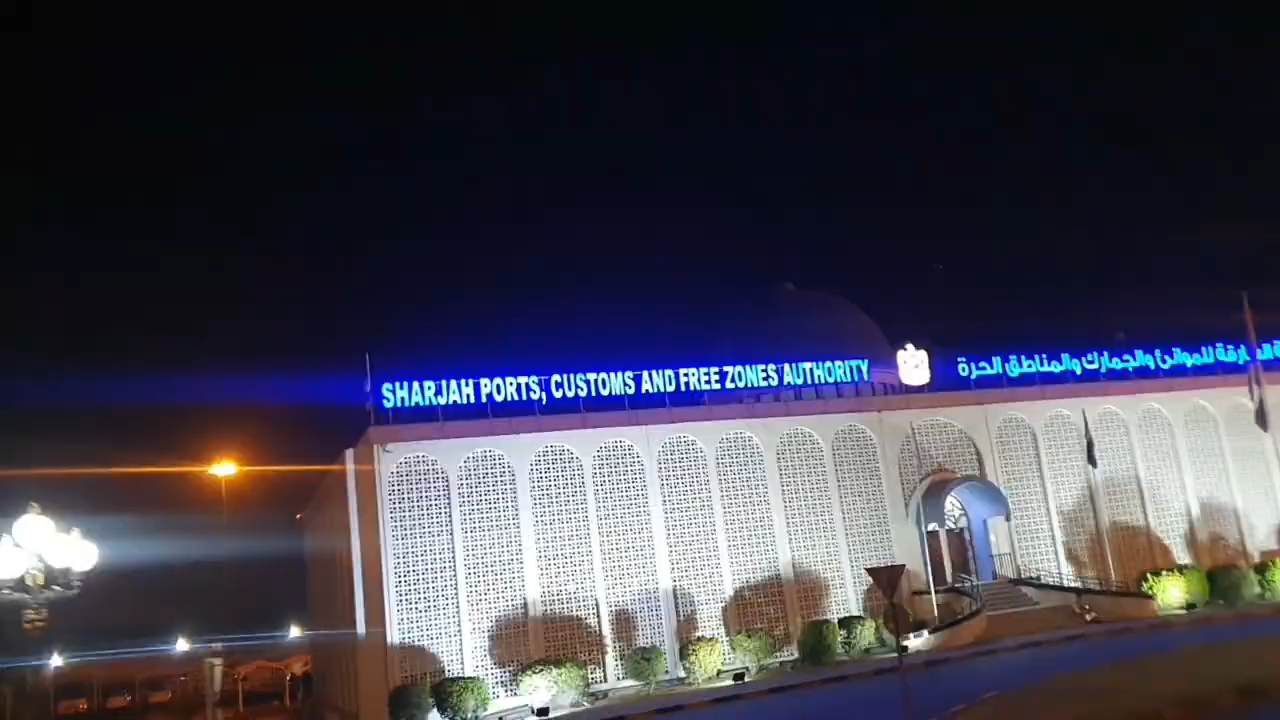 SHARJAH PORTS, CUSTOMS AND FREE ZONES AUTHORITY
للموانئ والجمارك والمناطق الحرة